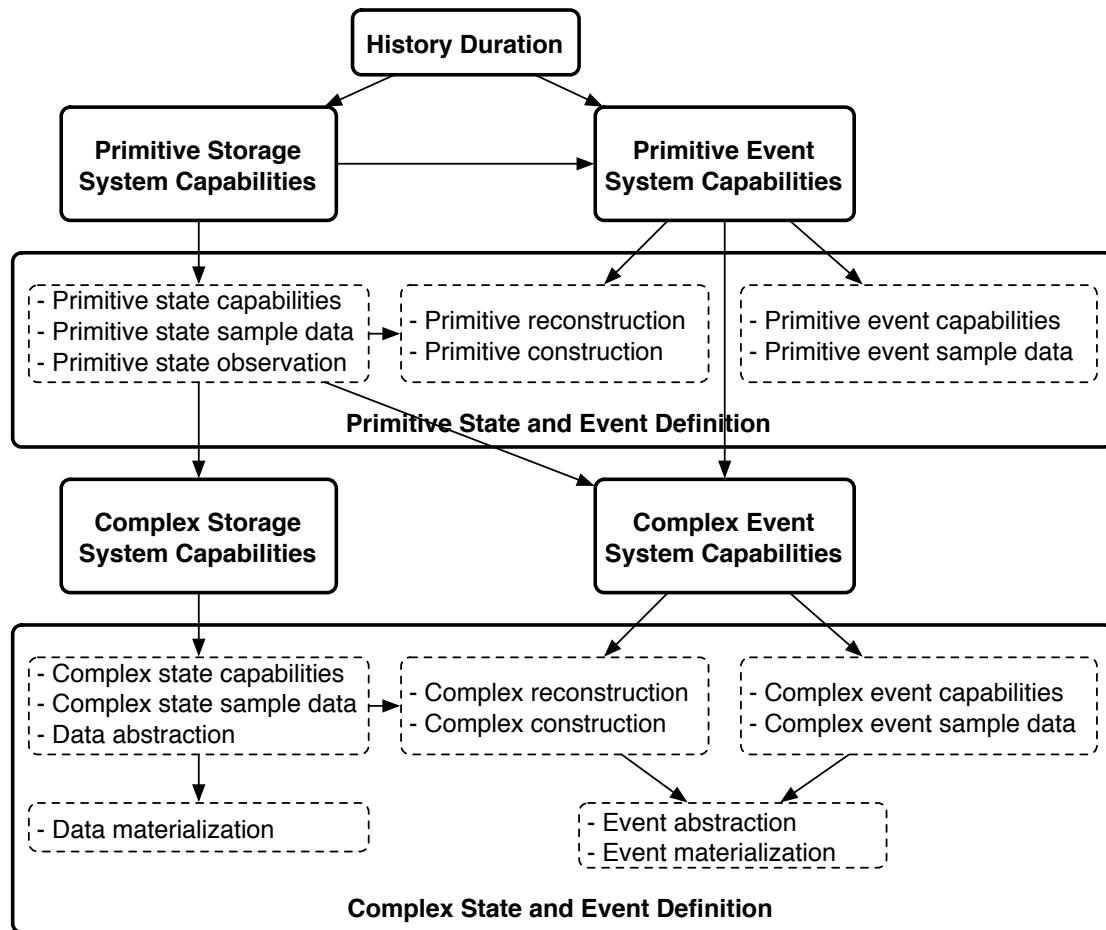 History Duration
Primitive Storage
System Capabilities
Primitive Event
System Capabilities
- Primitive state capabilities
- Primitive state sample data
- Primitive state observation
- Primitive reconstruction
- Primitive construction
- Primitive event capabilities
- Primitive event sample data
Primitive State and Event Definition
Complex Storage
System Capabilities
Complex Event
System Capabilities
- Complex state capabilities
- Complex state sample data
- Data abstraction
- Complex reconstruction
- Complex construction
- Complex event capabilities
- Complex event sample data
- Data materialization
- Event abstraction
- Event materialization
Complex State and Event Definition